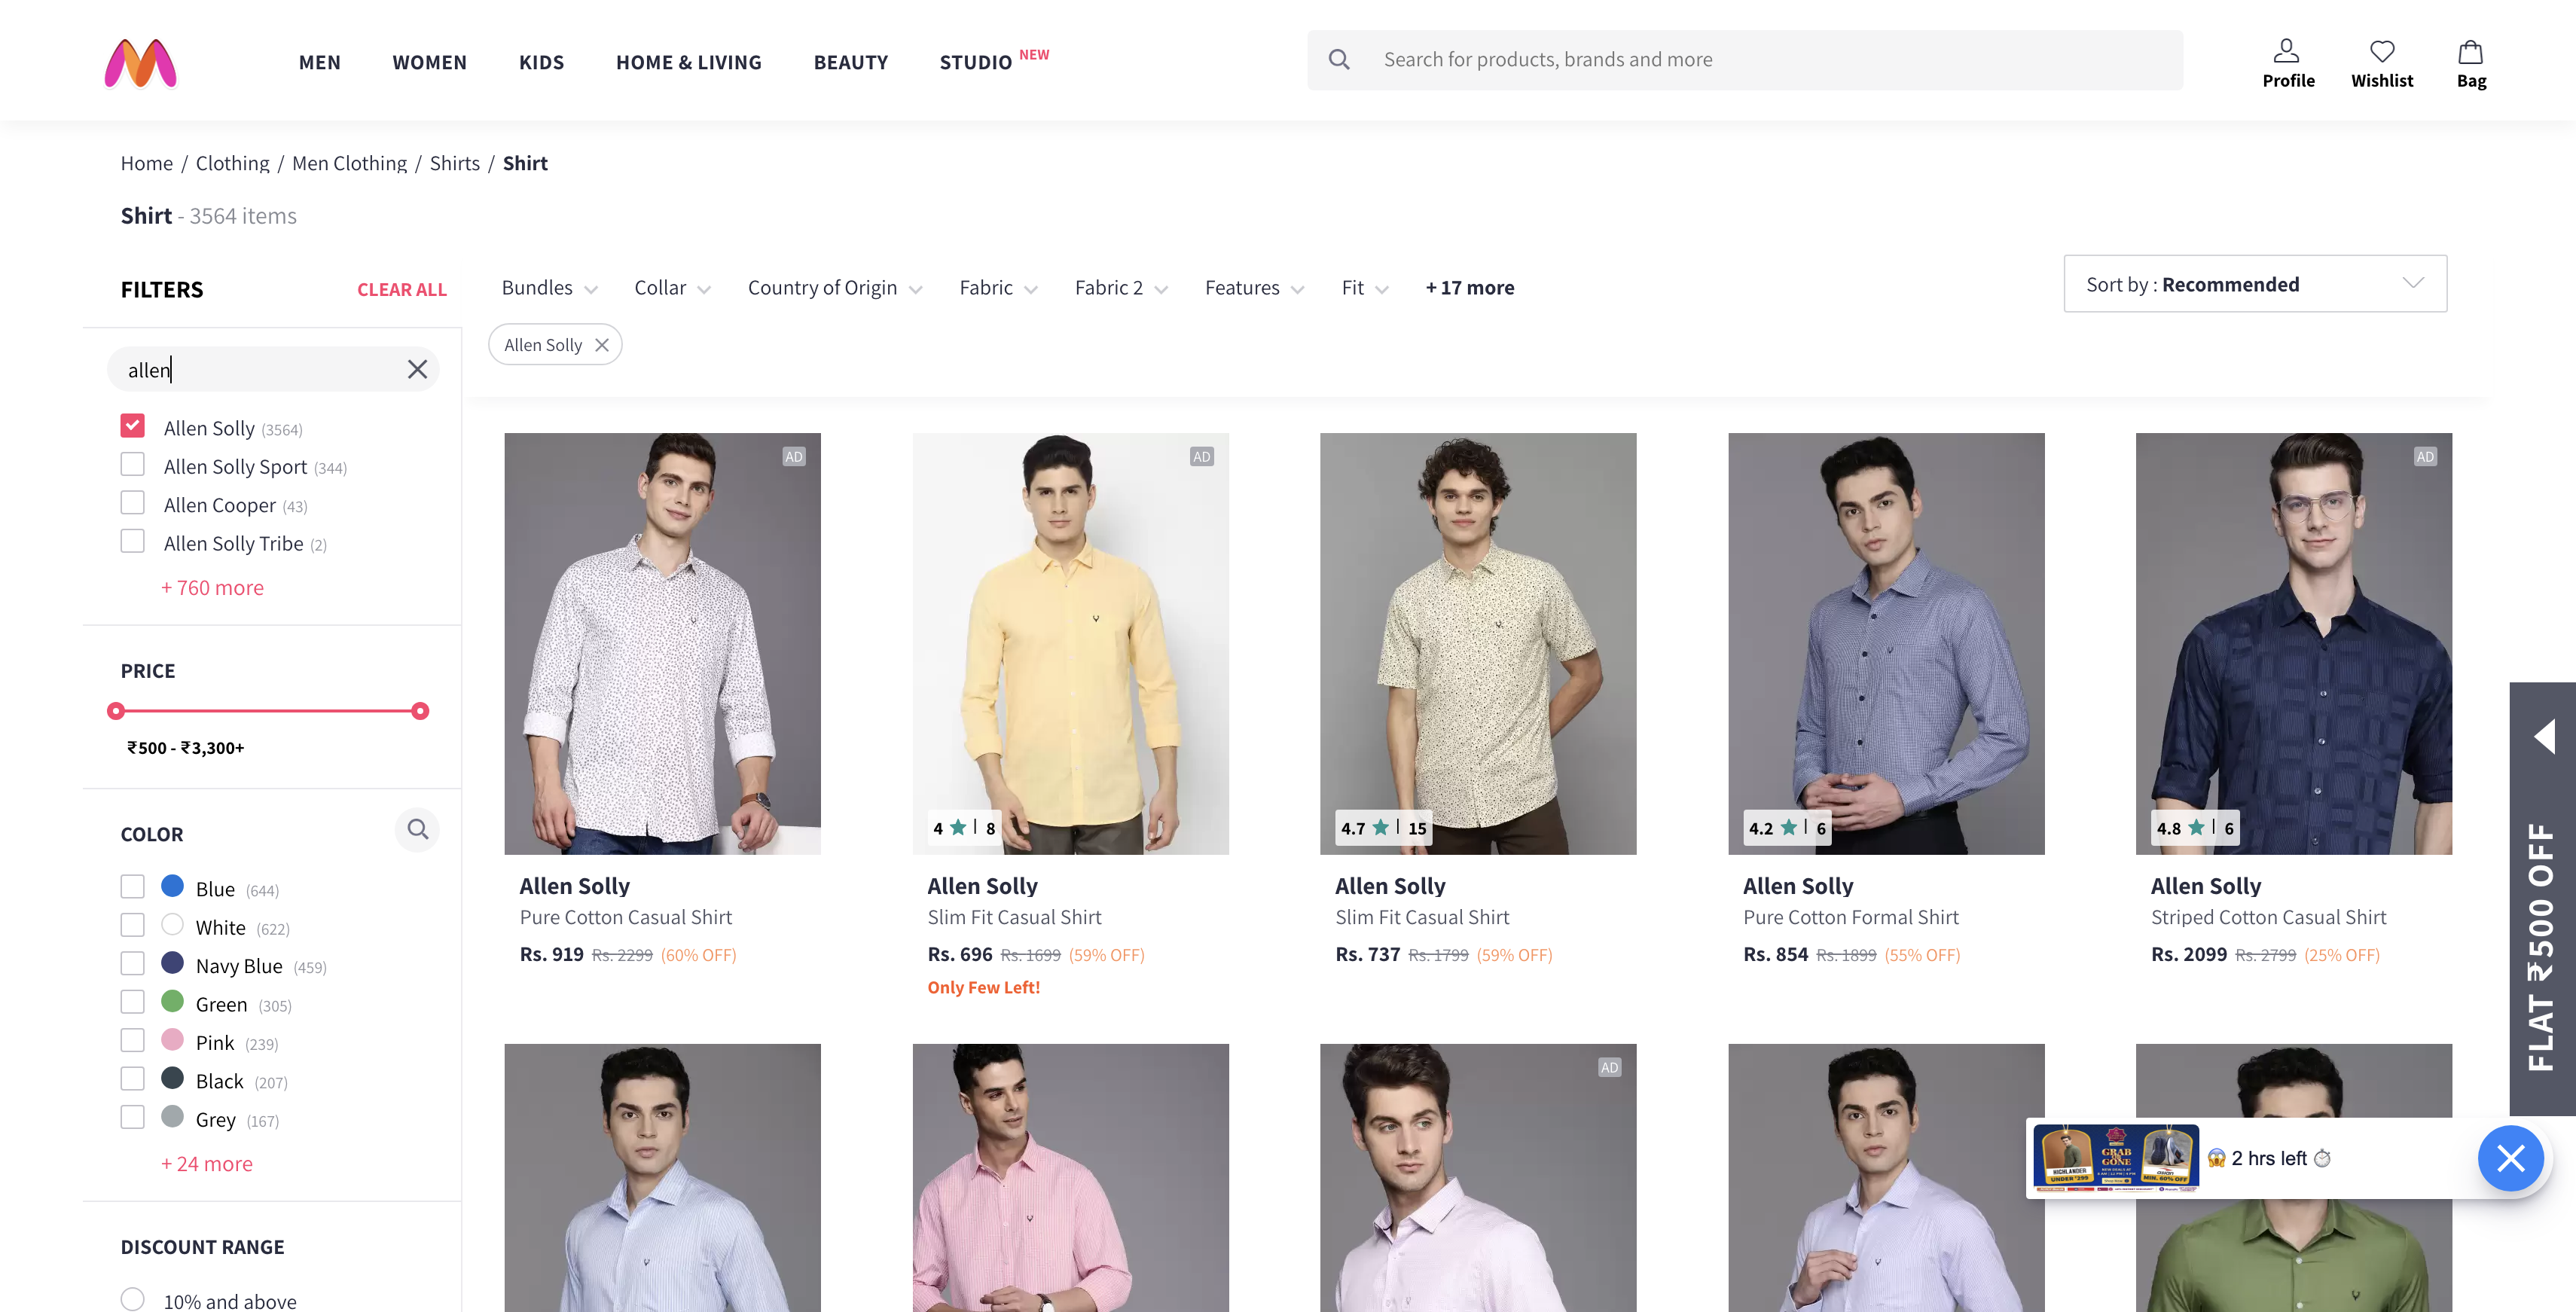 MEN WOMEN KIDS HOME & LIVING BEAUTY STUDIO NEW
Search for products, brands and more
Profile Wishlist Bag
Home / Clothing / Men Clothing / Shirts / Shirt
Shirt - 3564 items
FILTERS CLEAR ALL
Bundles Collar Country of Origin Fabric Fabric 2 Features Fit + 17 more
Sort by : Recommended
Allen Solly
allen
Allen Solly (3564)
Allen Solly Sport (344)
Allen Cooper (43)
Allen Solly Tribe (2)
+ 760 more
PRICE
₹500 - ₹3,300+
COLOR
Blue (644)
White (622)
Navy Blue (459)
Green (305)
Pink (239)
Black (207)
Grey (167)
+ 24 more
DISCOUNT RANGE
10% and above
AD
Allen Solly
Pure Cotton Casual Shirt
Rs. 919 Rs. 2299 (60% OFF)
AD
4 | 8
Allen Solly
Slim Fit Casual Shirt
Rs. 696 Rs. 1699 (59% OFF)
Only Few Left!
4.7 | 15
Allen Solly
Slim Fit Casual Shirt
Rs. 737 Rs. 1799 (59% OFF)
4.2 | 6
Allen Solly
Pure Cotton Formal Shirt
Rs. 854 Rs. 1899 (55% OFF)
AD
4.8 | 6
Allen Solly
Striped Cotton Casual Shirt
Rs. 2099 Rs. 2799 (25% OFF)
AD
FLAT ₹500 OFF
HIGHLANDER
UNDER ₹299
GRAB
GONE
MIN. 60% OFF
😱 2 hrs left ⏱